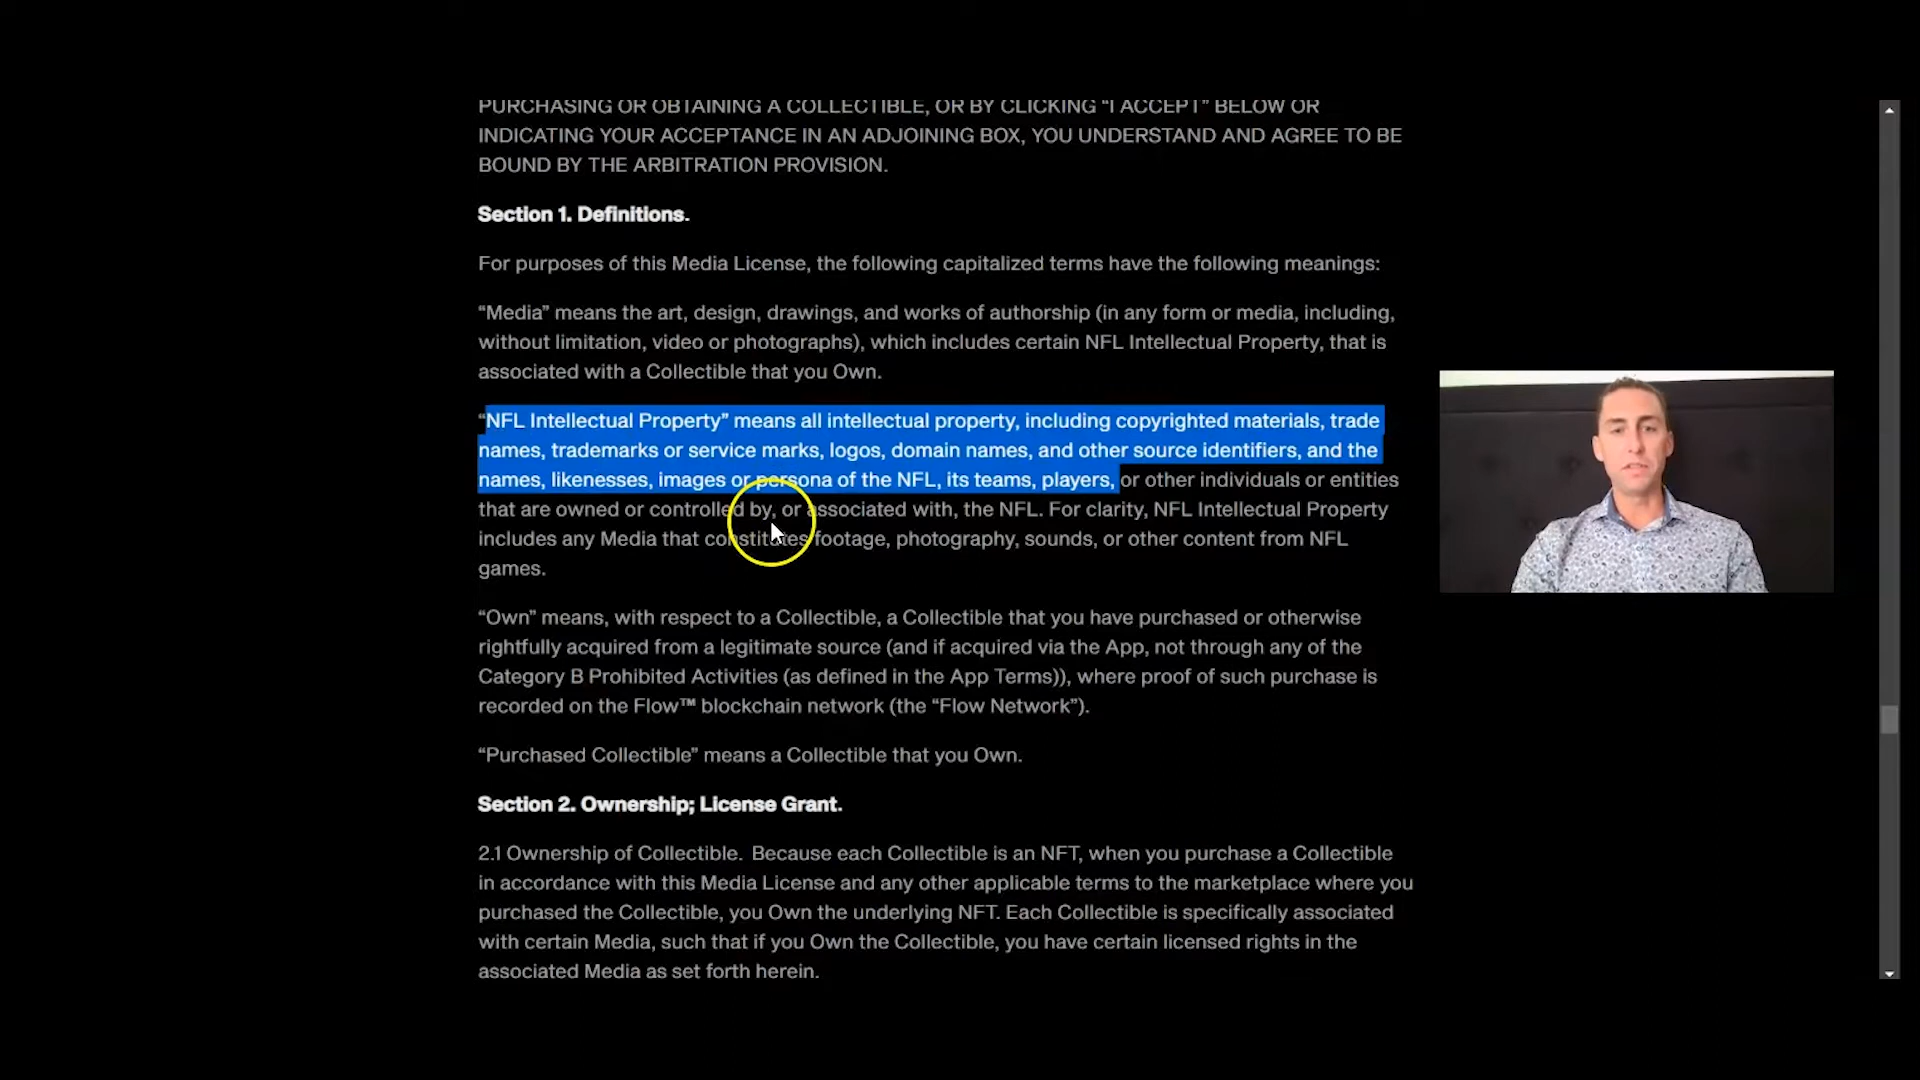 PURCHASING OR OBTAINING A COLLECTIBLE, OR BY CLICKING “I ACCEPT” BELOW OR
INDICATING YOUR ACCEPTANCE IN AN ADJOINING BOX, YOU UNDERSTAND AND AGREE TO BE
BOUND BY THE ARBITRATION PROVISION.
Section 1. Definitions.
For purposes of this Media License, the following capitalized terms have the following meanings:
“Media” means the art, design, drawings, and works of authorship (in any form or media, including,
without limitation, video or photographs), which includes certain NFL Intellectual Property, that is
associated with a Collectible that you Own.
“NFL Intellectual Property” means all intellectual property, including copyrighted materials, trade
names, trademarks or service marks, logos, domain names, and other source identifiers, and the
names, likenesses, images or persona of the NFL, its teams, players, or other individuals or entities
that are owned or controlled by, or associated with, the NFL. For clarity, NFL Intellectual Property
includes any Media that constitutes footage, photography, sounds, or other content from NFL
games.
“Own” means, with respect to a Collectible, a Collectible that you have purchased or otherwise
rightfully acquired from a legitimate source (and if acquired via the App, not through any of the
Category B Prohibited Activities (as defined in the App Terms)), where proof of such purchase is
recorded on the Flow™ blockchain network (the “Flow Network”).
“Purchased Collectible” means a Collectible that you Own.
Section 2. Ownership; License Grant.
2.1 Ownership of Collectible. Because each Collectible is an NFT, when you purchase a Collectible
in accordance with this Media License and any other applicable terms to the marketplace where you
purchased the Collectible, you Own the underlying NFT. Each Collectible is specifically associated
with certain Media, such that if you Own the Collectible, you have certain licensed rights in the
associated Media as set forth herein.